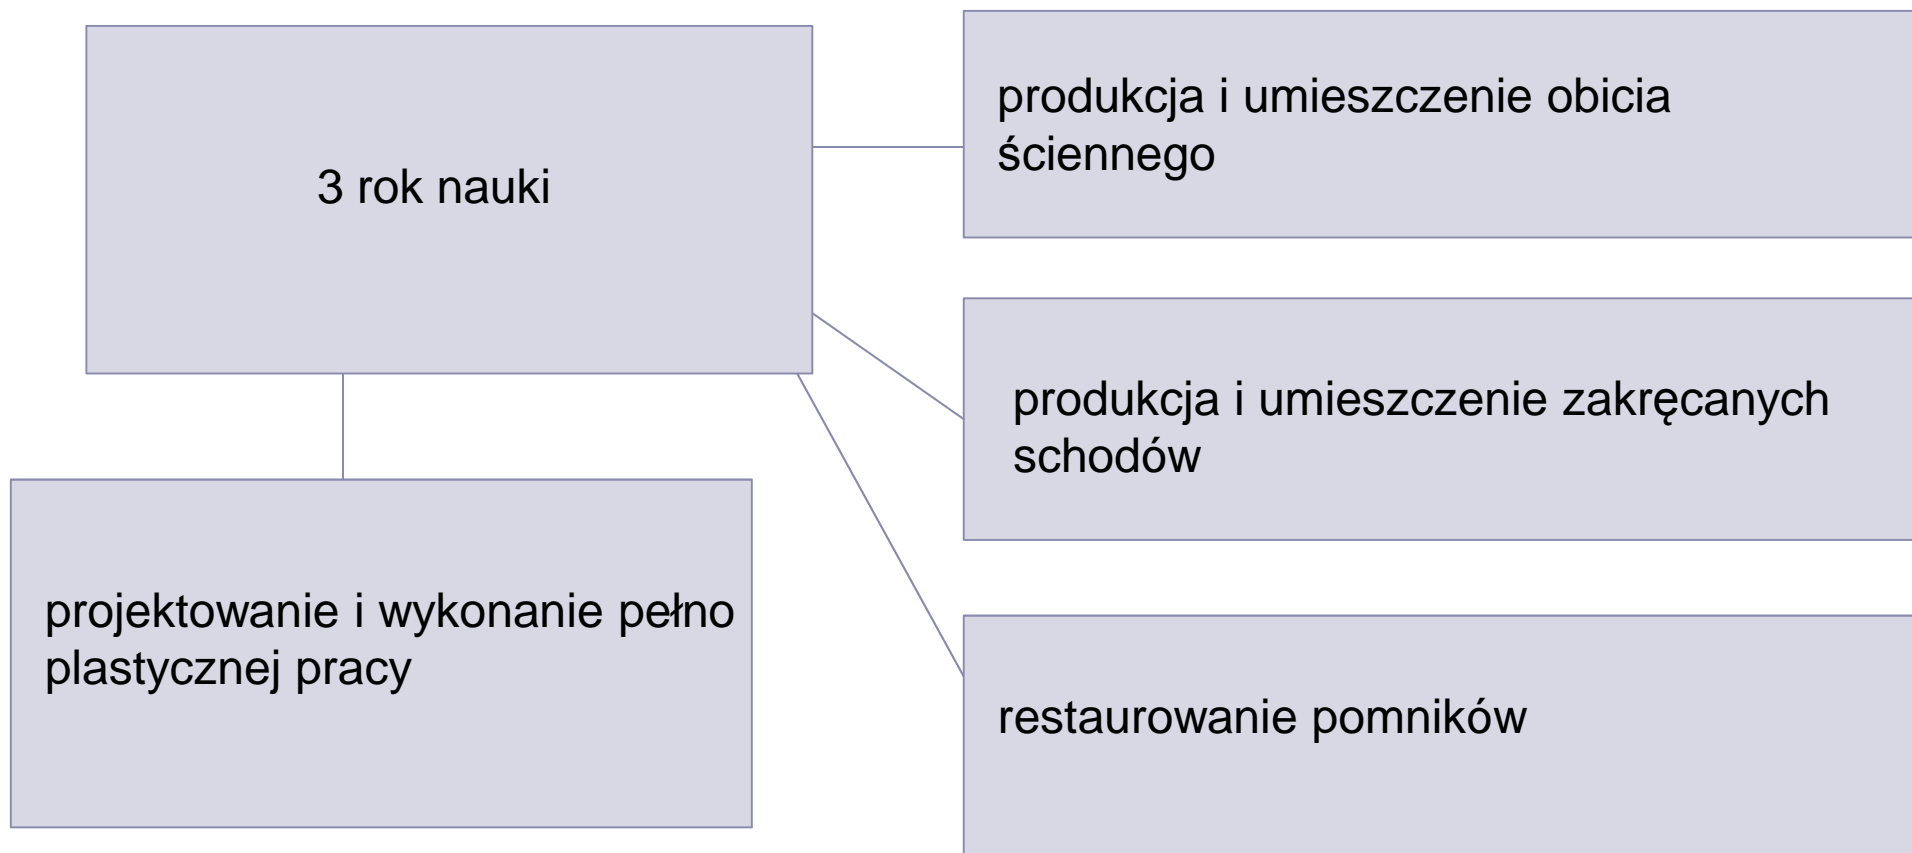 3 rok nauki
produkcja i umieszczenie obicia
ściennego
produkcja i umieszczenie zakręcanych
schodów
restaurowanie pomników
projektowanie i wykonanie pełno
plastycznej pracy